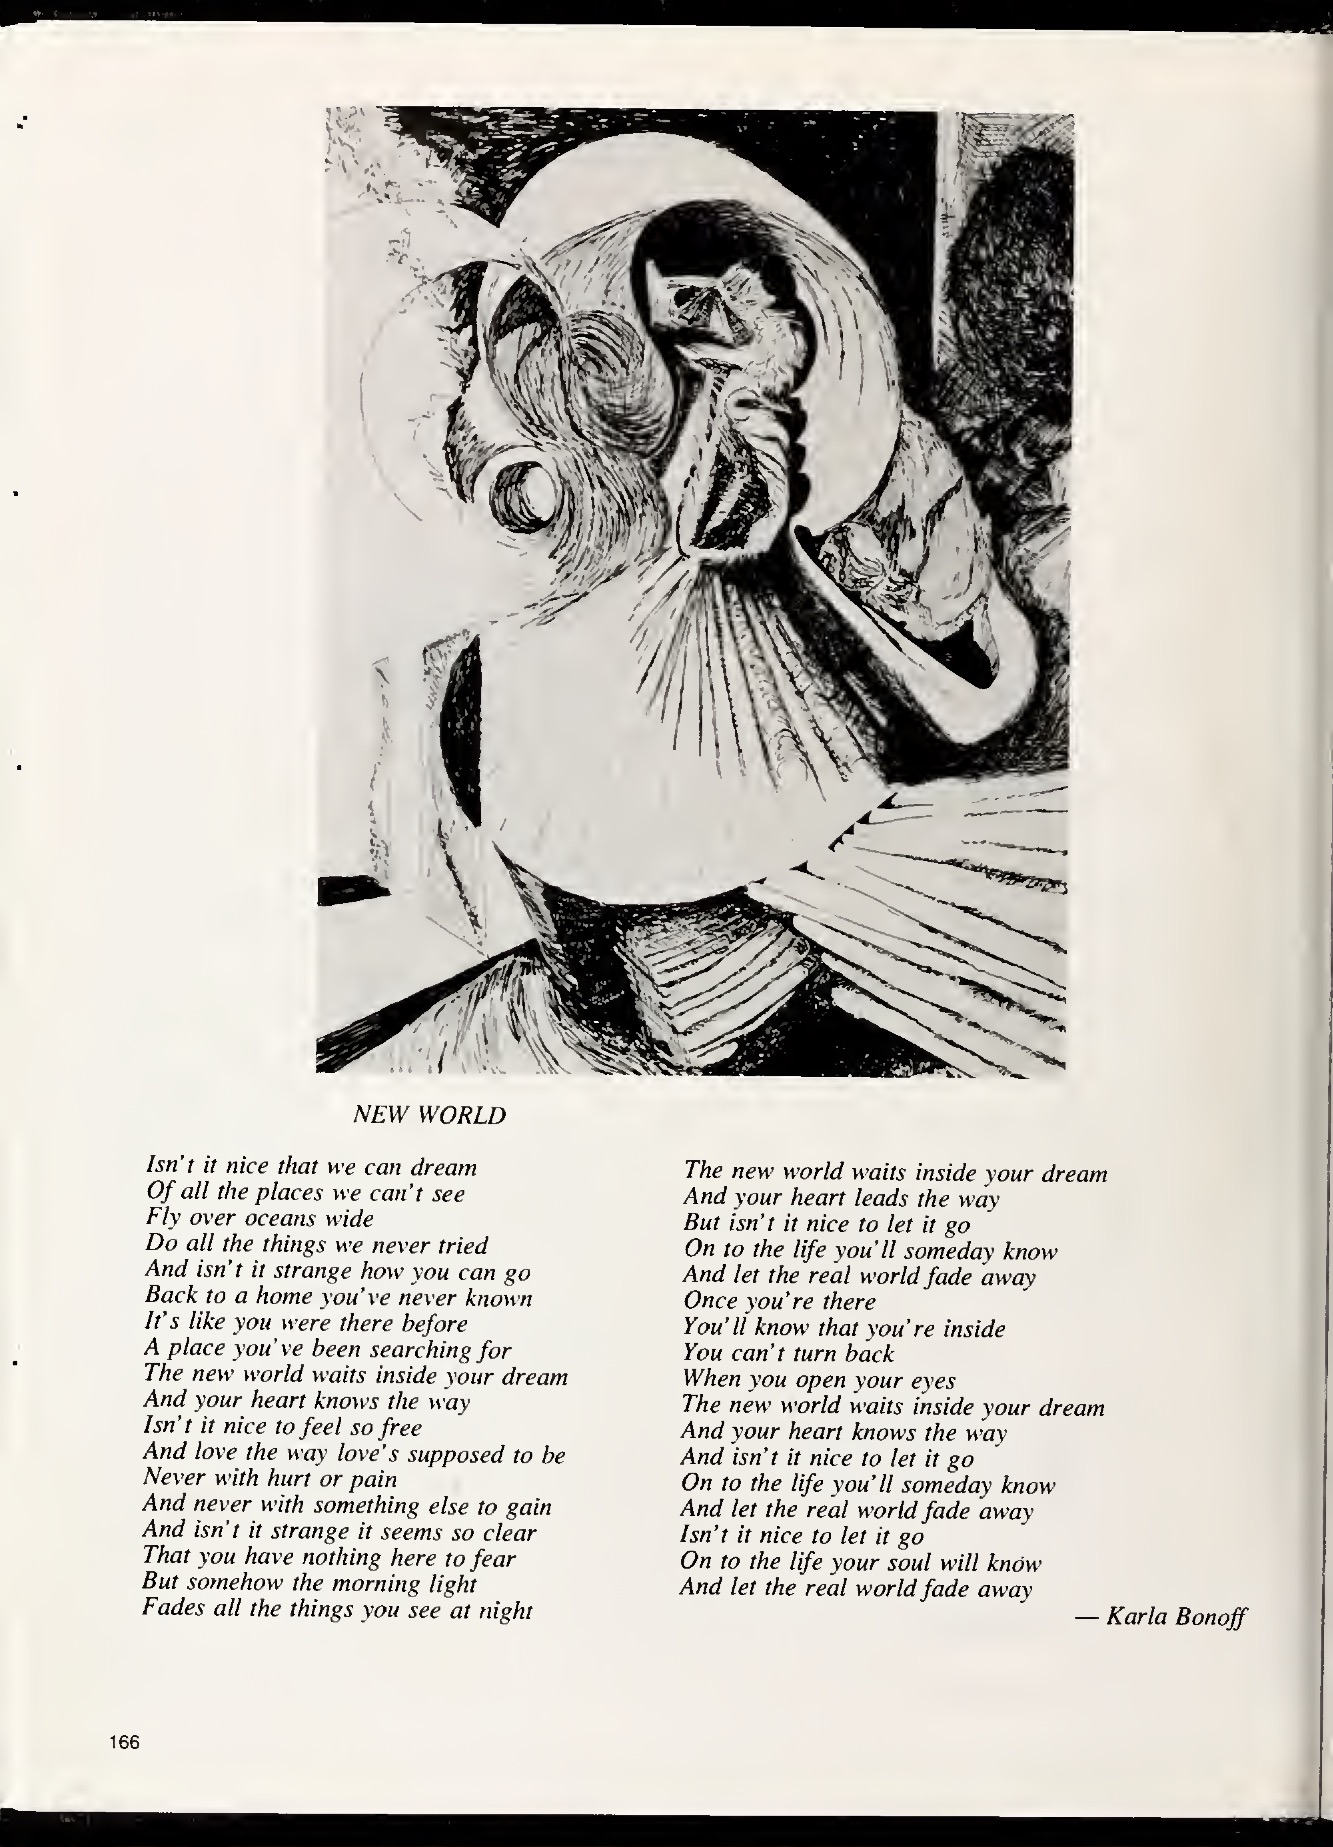 NEW WORLD
Isn't it nice that we can dream
Of all the places we can't see
Fly over oceans wide
Do all the things we never tried
And isn't it strange how you can go
Back to a home you've never known
It's like you were there before
A place you've been searching for
The new world waits inside your dream
And your heart knows the way
Isn't it nice to feel so free
And love the way love's supposed to be
Never with hurt or pain
And never with something else to gain
And isn't it strange it seems so clear
That you have nothing here to fear
But somehow the morning light
Fades all the things you see at night
The new world waits inside your dream
And your heart leads the way
But isn't it nice to let it go
On to the life you'll someday know
And let the real world fade away
Once you're there
You'll know that you're inside
You can't turn back
When you open your eyes
The new world waits inside your dream
And your heart knows the way
And isn't it nice to let it go
On to the life you'll someday know
And let the real world fade away
Isn't it nice to let it go
On to the life your soul will know
And let the real world fade away
— Karla Bonoff
166